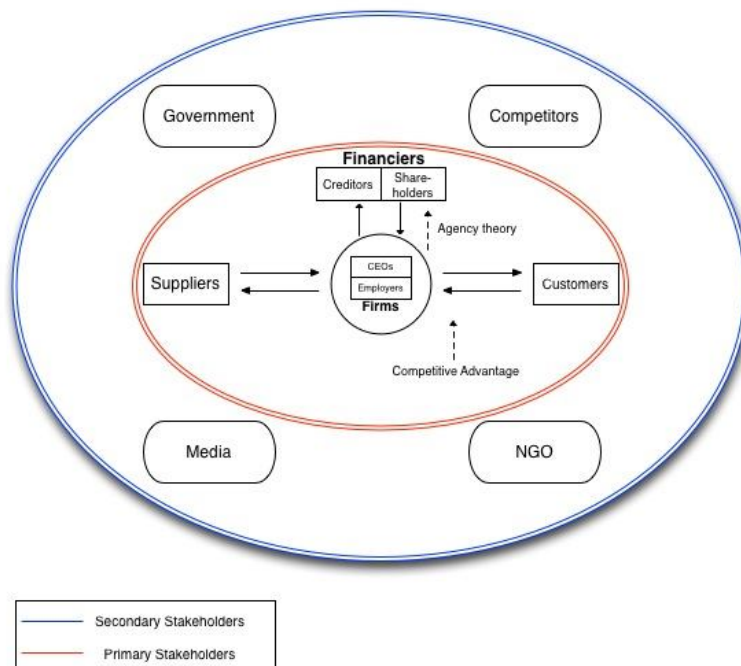 Government
Competitors
Financiers
Creditors
Share-
holders
Agency theory
Suppliers
CEOs
Employers
Firms
Customers
Competitive Advantage
Media
NGO
Secondary Stakeholders
Primary Stakeholders